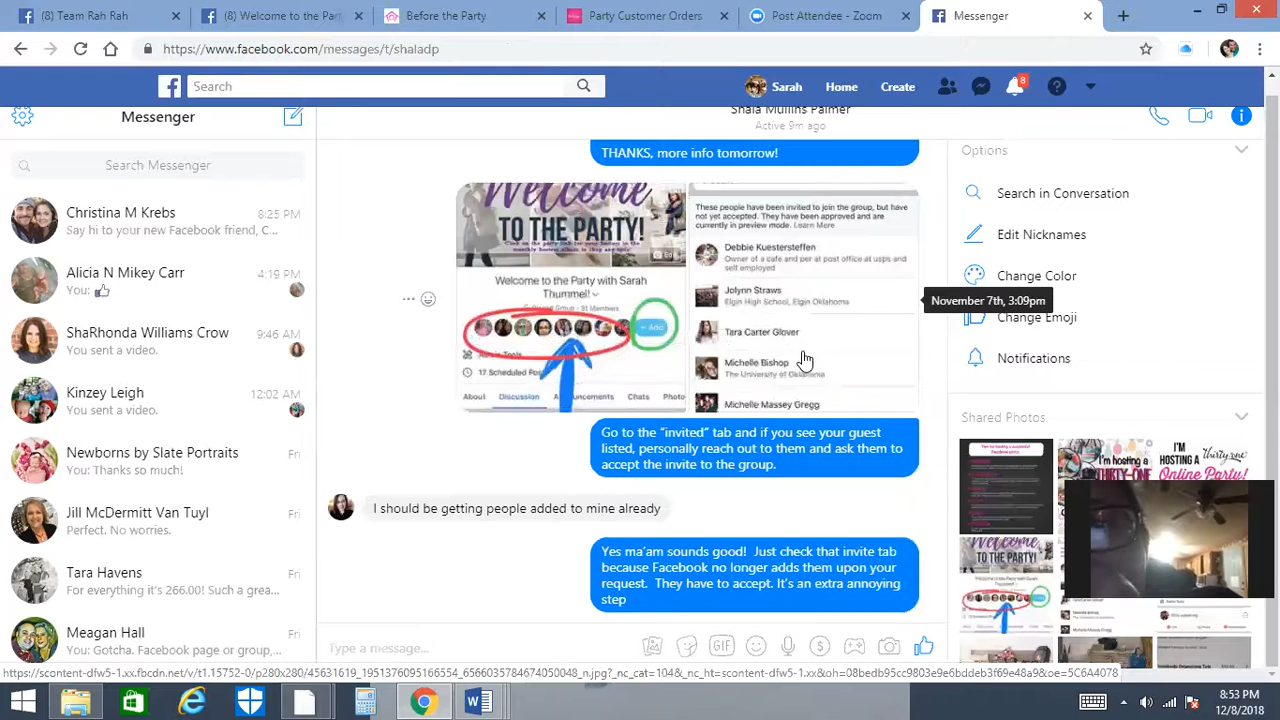 (8) Team Rah Rah
(8) Welcome to the Part
Before the Party
Party Customer Orders
Post Attendee - Zoom
Messenger
https://www.facebook.com/messages/t/shaladp
Search
Sarah
Home
Create
8
Messenger
Search Messenger
Christina M Krebs
8:25 PM
Say hi to your new Facebook friend, C...
Alicia N Mikey Carr
4:19 PM
You:
ShaRhonda Williams Crow
9:46 AM
You sent a video.
Kinzey Leigh
12:02 AM
You sent a video.
Newborns by Slate Portraits
Fri
You: Thanks so much!
Jill McDermitt Van Tuyl
Fri
Perfect. No worries.
Tara Havens
Fri
For everything it's 266.00! Such a grea...
Meagan Hall
Fri
You: Gotcha. Facebook page or group,...
Shala Mullins Palmer
Active 9m ago
THANKS, more info tomorrow!
Welcome
TO THE PARTY!
Edit
Welcome to the Party with Sarah
Thummel!
91 Members
+ Add
17 Scheduled Pos
About
Discussion
Announcements
Chats
Photo
These people have been invited to join the group, but have
not yet accepted. They have been approved and are
currently in preview mode. Learn More
Debbie Kuestersteffen
Owner of a cafe and per at post office at usps and
self employed
Jolynn Straws
Elgin High School, Elgin Oklahoma
Tara Carter Glover
Michelle Bishop
The University of Oklahoma
Michelle Massey Gregg
Go to the "invited" tab and if you see your guest
listed, personally reach out to them and ask them to
accept the invite to the group.
I should be getting people added to mine already
Yes ma'am sounds good! Just check that invite tab
because Facebook no longer adds them upon your
request. They have to accept. It's an extra annoying
step
Type a message...
GIF
Options
Search in Conversation
Edit Nicknames
Change Color
November 7th, 3:09pm
Change Emoji
Notifications
Shared Photos
I'M
HOSTING A
THIRTY-ONE
I'M
HOSTING A
thirty-one
Online Party!
TO THE PARTY!
8:53 PM
12/8/2018